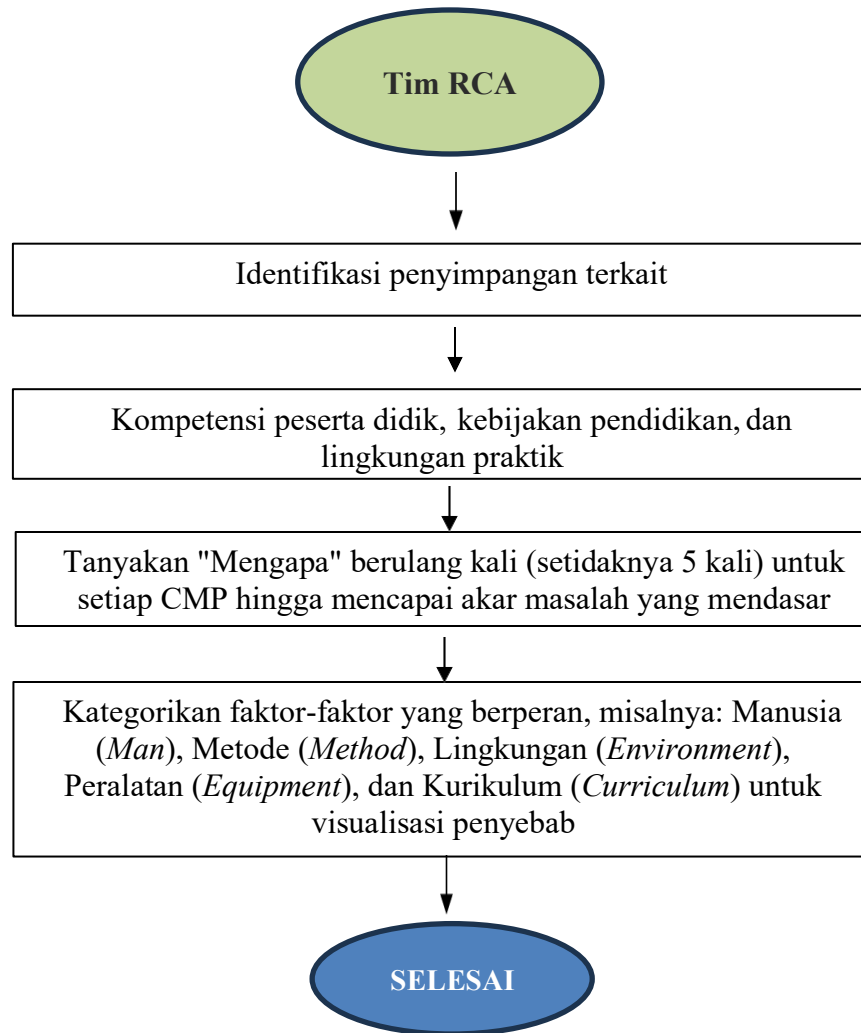 Tim RCA
Identifikasi penyimpangan terkait
Kompetensi peserta didik, kebijakan pendidikan, dan
lingkungan praktik
Tanyakan "Mengapa" berulang kali (setidaknya 5 kali) untuk
setiap CMP hingga mencapai akar masalah yang mendasar
Kategorikan faktor-faktor yang berperan, misalnya: Manusia
(Man), Metode (Method), Lingkungan (Environment),
Peralatan (Equipment), dan Kurikulum (Curriculum) untuk
visualisasi penyebab
SELESAI